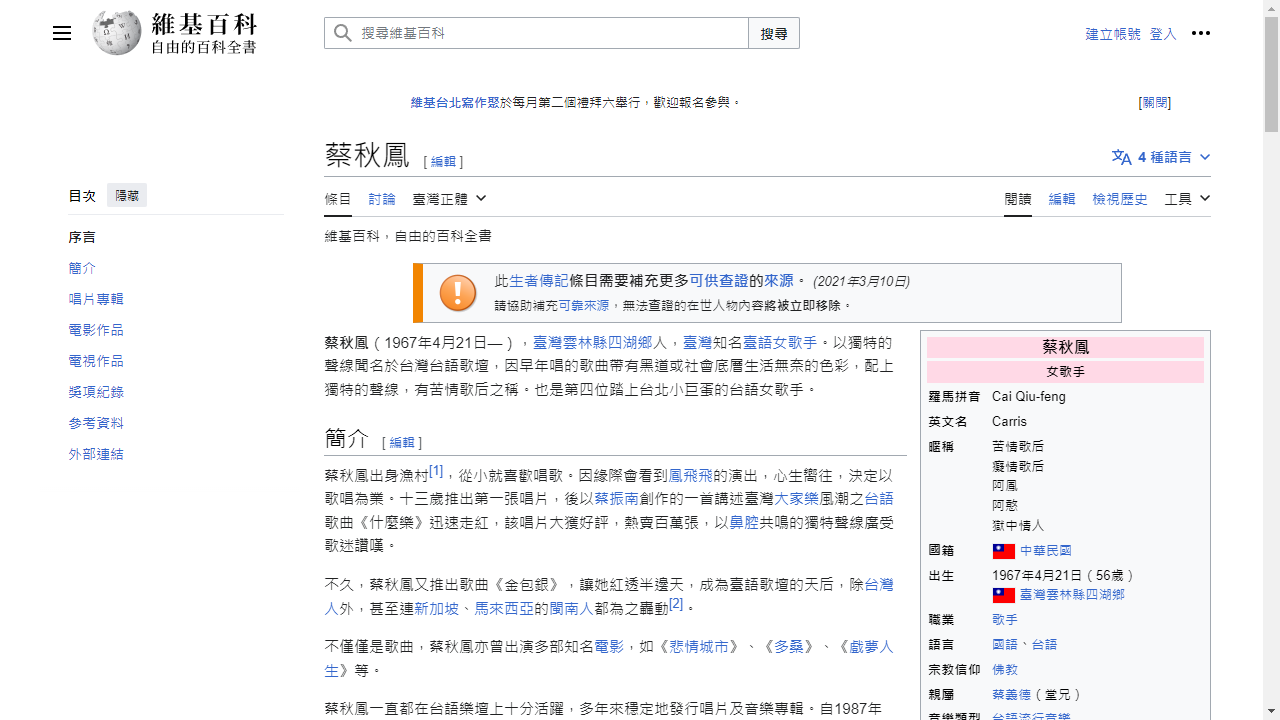 維基百科
自由的百科全書
搜尋維基百科
搜尋
建立帳號 登入
維基台北寫作聚於每月第二個禮拜六舉行，歡迎報名參與。
[關閉]
蔡秋鳳 [ 編輯 ]
4 種語言
目次 隱藏
序言
簡介
唱片專輯
電影作品
電視作品
獎項紀錄
參考資料
外部連結
條目 討論 臺灣正體
閱讀 編輯 檢視歷史 工具
維基百科，自由的百科全書
此生者傳記條目需要補充更多可供查證的來源。 (2021年3月10日)
請協助補充可靠來源，無法查證的在世人物內容將被立即移除。
蔡秋鳳（1967年4月21日—），臺灣雲林縣四湖鄉人，臺灣知名臺語女歌手。以獨特的
聲線聞名於台灣台語歌壇，因早年唱的歌曲帶有黑道或社會底層生活無奈的色彩，配上
獨特的聲線，有苦情歌后之稱。也是第四位踏上台北小巨蛋的台語女歌手。
簡介 [ 編輯 ]
蔡秋鳳出身漁村[1]，從小就喜歡唱歌。因緣際會看到鳳飛飛的演出，心生嚮往，決定以
歌唱為業。十三歲推出第一張唱片，後以蔡振南創作的一首講述臺灣大家樂風潮之台語
歌曲《什麼樂》迅速走紅，該唱片大獲好評，熱賣百萬張，以鼻腔共鳴的獨特聲線廣受
歌迷讚嘆。
不久，蔡秋鳳又推出歌曲《金包銀》，讓她紅透半邊天，成為臺語歌壇的天后，除台灣
人外，甚至連新加坡、馬來西亞的閩南人都為之轟動[2]。
不僅僅是歌曲，蔡秋鳳亦曾出演多部知名電影，如《悲情城市》、《多桑》、《戲夢人
生》等。
蔡秋鳳一直都在台語樂壇上十分活躍，多年來穩定地發行唱片及音樂專輯。自1987年
蔡秋鳳
女歌手
羅馬拼音 Cai Qiu-feng
英文名 Carris
暱稱 苦情歌后
癡情歌后
阿鳳
阿憨
獄中情人
國籍 中華民國
出生 1967年4月21日（56歲）
臺灣雲林縣四湖鄉
職業 歌手
語言 國語、台語
宗教信仰 佛教
親屬 蔡義德（堂兄）
音樂類型 台語流行音樂